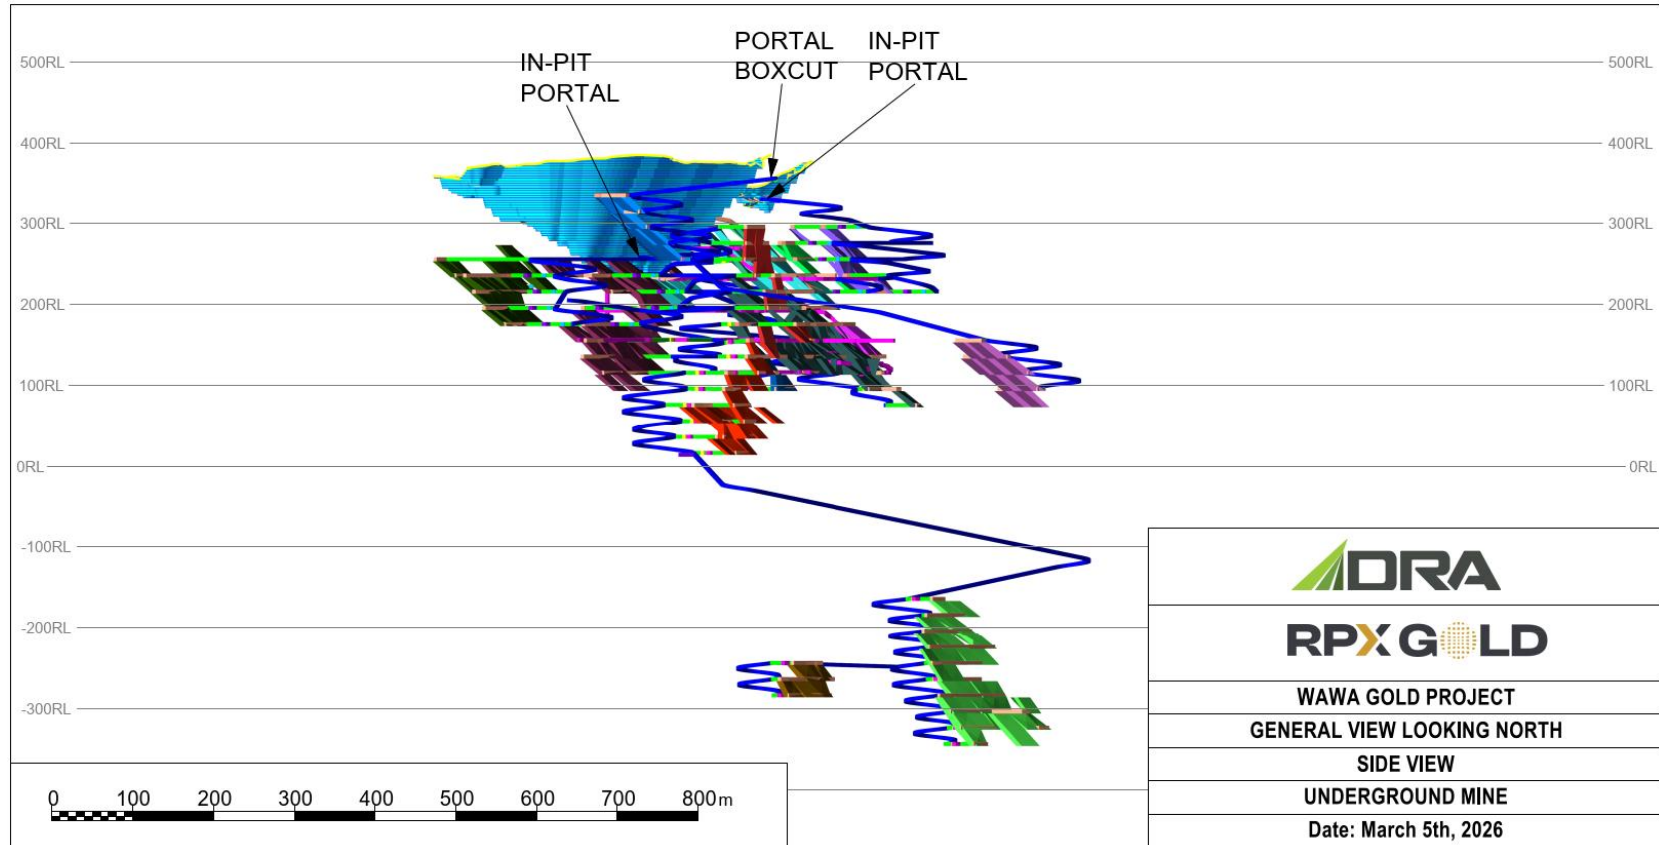 PORTAL
BOXCUT
IN-PIT
PORTAL
IN-PIT
PORTAL
500RL
500RL
400RL
400RL
300RL
300RL
200RL
200RL
100RL
100RL
0RL
0RL
-100RL
-200RL
-300RL
0 100 200 300 400 500 600 700 800m
DRA
RPX GOLD
WAWA GOLD PROJECT
GENERAL VIEW LOOKING NORTH
SIDE VIEW
UNDERGROUND MINE
Date: March 5th, 2026